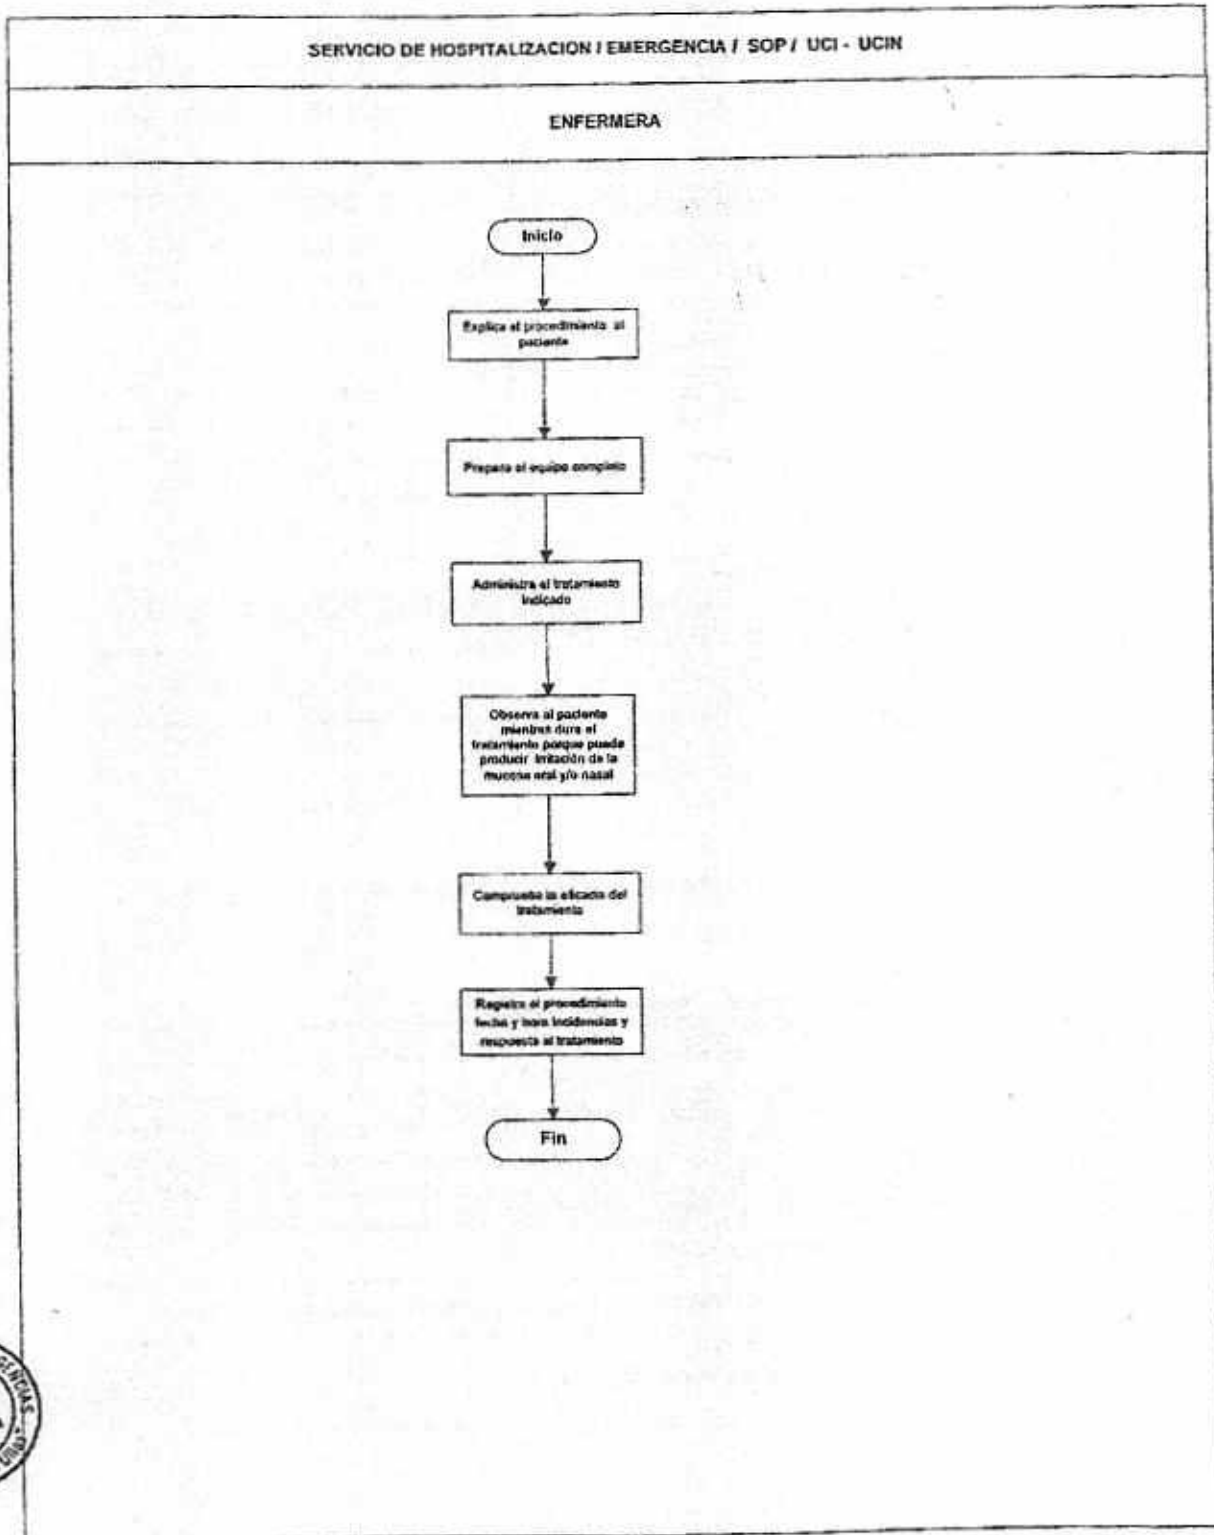 SERVICIO DE HOSPITALIZACION / EMERGENCIA / SOP / UCI - UCIN
ENFERMERA
Inicio
Explica el procedimiento al
paciente
Prepara el equipo completo
Administra el tratamiento
indicado
Observa al paciente
mientras dura el
tratamiento porque puede
producir irritación de la
mucosa oral y/o nasal
Comprueba la eficacia del
tratamiento
Registra el procedimiento
fecha y hora incidencias y
respuesta al tratamiento
Fin